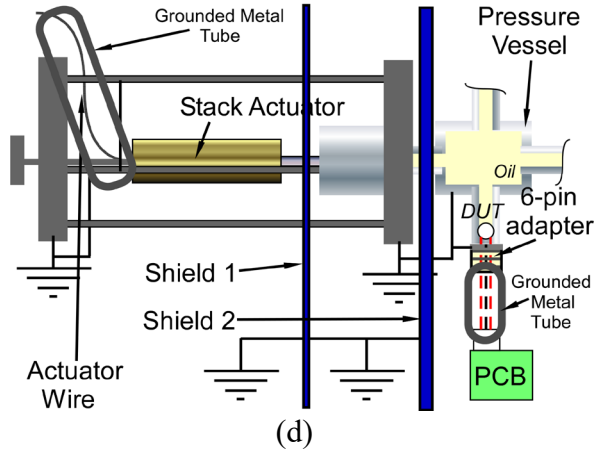 Grounded Metal
Tube
Pressure
Vessel
Stack Actuator
Oil
6-pin
adapter
DUT
Shield 1
Grounded
Metal
Tube
Shield 2
Actuator
Wire
PCB
(d)